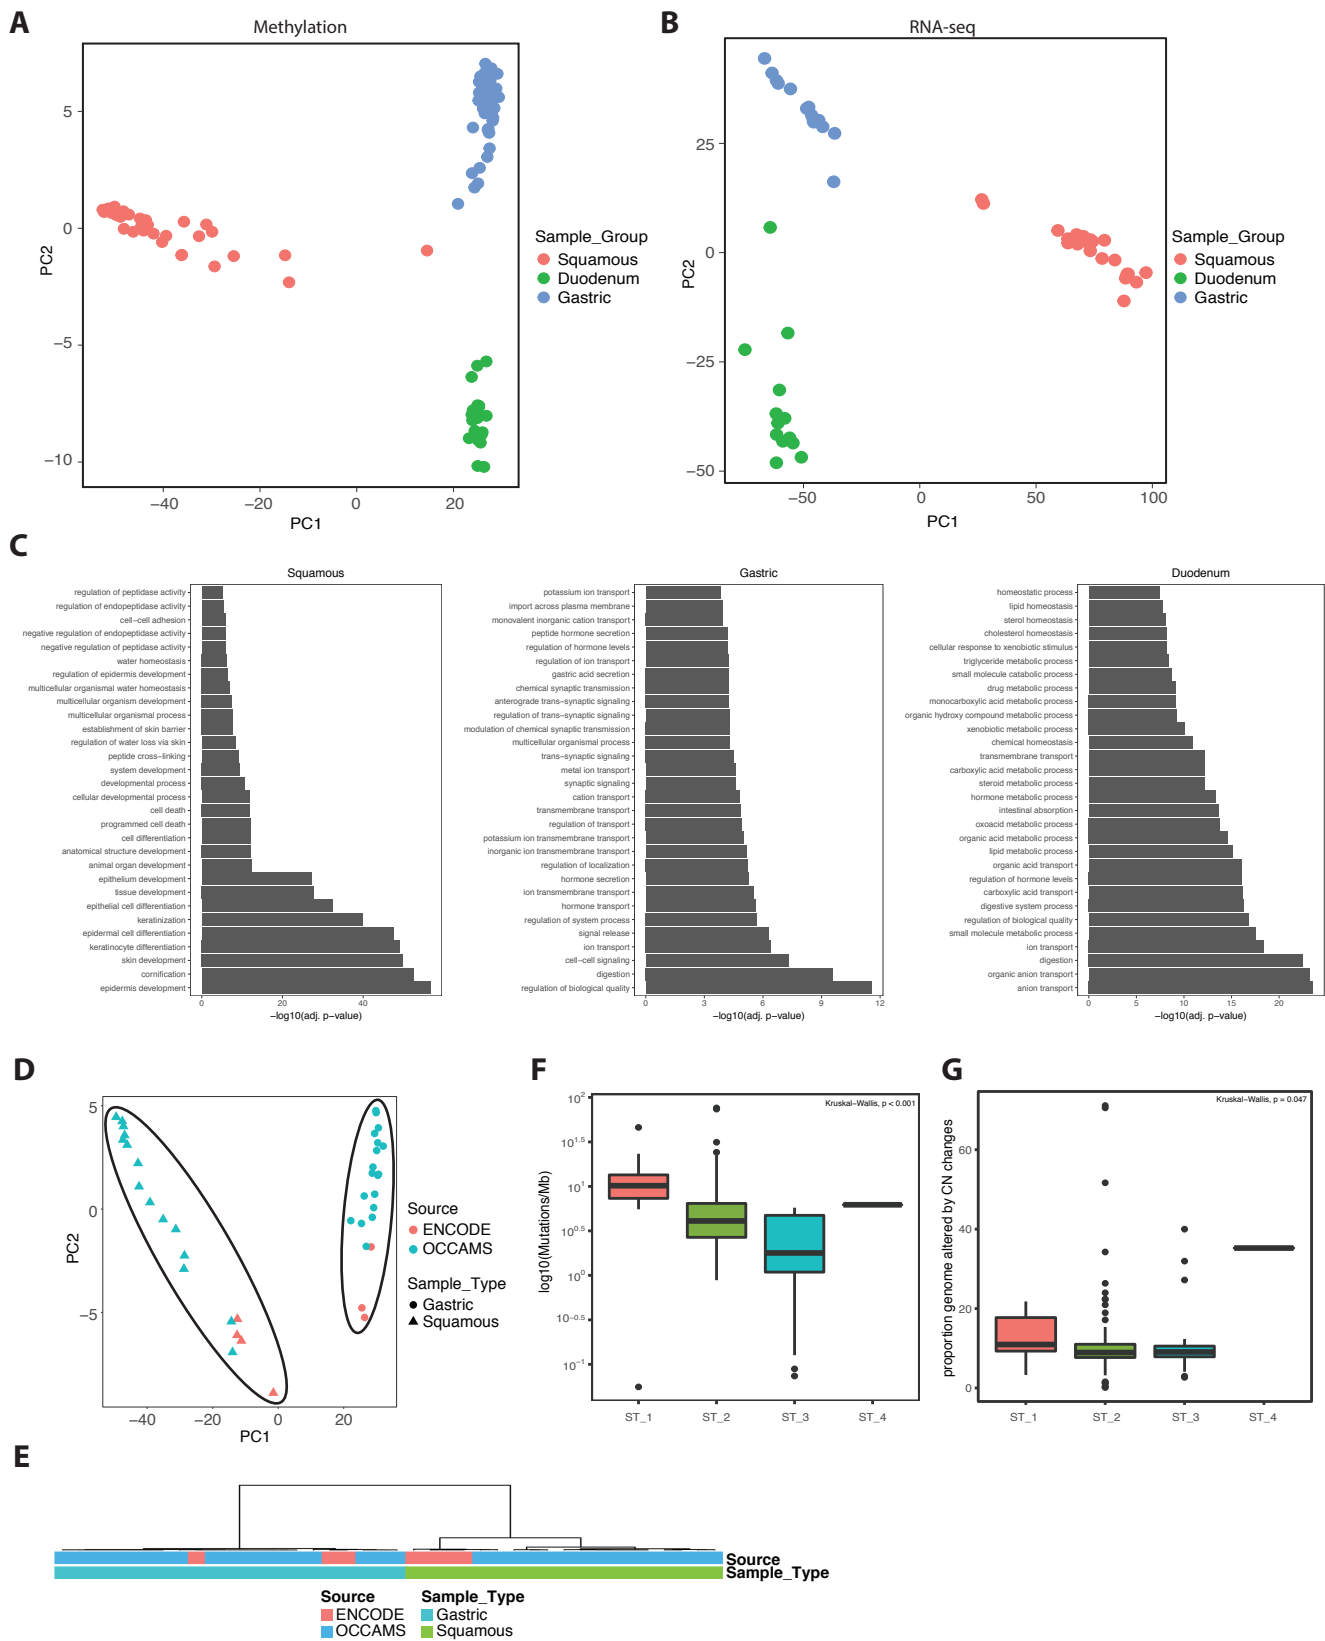 A
Methylation
5
0
−5
−10
PC2
−40
−20
0
20
PC1
Sample_Group
Squamous
Duodenum
Gastric
B
RNA-seq
25
0
−25
−50
PC2
−50
0
50
100
PC1
Sample_Group
Squamous
Duodenum
Gastric
C
Squamous
regulation of peptidase activity
regulation of endopeptidase activity
cell−cell adhesion
negative regulation of endopeptidase activity
negative regulation of peptidase activity
water homeostasis
regulation of epidermis development
multicellular organismal water homeostasis
multicellular organism development
multicellular organismal process
establishment of skin barrier
regulation of water loss via skin
peptide cross−linking
system development
developmental process
cellular developmental process
cell death
programmed cell death
cell differentiation
anatomical structure development
animal organ development
epithelium development
tissue development
epithelial cell differentiation
keratinization
epidermal cell differentiation
keratinocyte differentiation
skin development
cornification
epidermis development
0
20
40
−log10(adj. p−value)
Gastric
potassium ion transport
import across plasma membrane
monovalent inorganic cation transport
peptide hormone secretion
regulation of hormone levels
regulation of ion transport
gastric acid secretion
chemical synaptic transmission
anterograde trans−synaptic signaling
regulation of trans−synaptic signaling
modulation of chemical synaptic transmission
multicellular organismal process
trans−synaptic signaling
metal ion transport
synaptic signaling
cation transport
transmembrane transport
regulation of transport
potassium ion transmembrane transport
inorganic ion transmembrane transport
regulation of localization
hormone secretion
ion transmembrane transport
hormone transport
regulation of system process
signal release
ion transport
cell−cell signaling
digestion
regulation of biological quality
0
3
6
9
12
−log10(adj. p−value)
Duodenum
homeostatic process
lipid homeostasis
sterol homeostasis
cholesterol homeostasis
cellular response to xenobiotic stimulus
triglyceride metabolic process
small molecule catabolic process
drug metabolic process
monocarboxylic acid metabolic process
organic hydroxy compound metabolic process
xenobiotic metabolic process
chemical homeostasis
transmembrane transport
carboxylic acid metabolic process
steroid metabolic process
hormone metabolic process
intestinal absorption
oxoacid metabolic process
organic acid metabolic process
lipid metabolic process
organic acid transport
regulation of hormone levels
carboxylic acid transport
digestive system process
regulation of biological quality
small molecule metabolic process
ion transport
digestion
organic anion transport
anion transport
0
5
10
15
20
−log10(adj. p−value)
D
5
0
−5
PC2
−40
−20
0
20
PC1
Source
ENCODE
OCCAMS
Sample_Type
Gastric
Squamous
F
Kruskal−Wallis, p < 0.001
10^2
10^1.5
10^1
10^0.5
10^0
10^−0.5
10^−1
log10(Mutations/Mb)
ST_1
ST_2
ST_3
ST_4
G
Kruskal−Wallis, p = 0.047
60
40
20
0
proportion genome altered by CN changes
ST_1
ST_2
ST_3
ST_4
E
Source
Sample_Type
Source
ENCODE
OCCAMS
Sample_Type
Gastric
Squamous